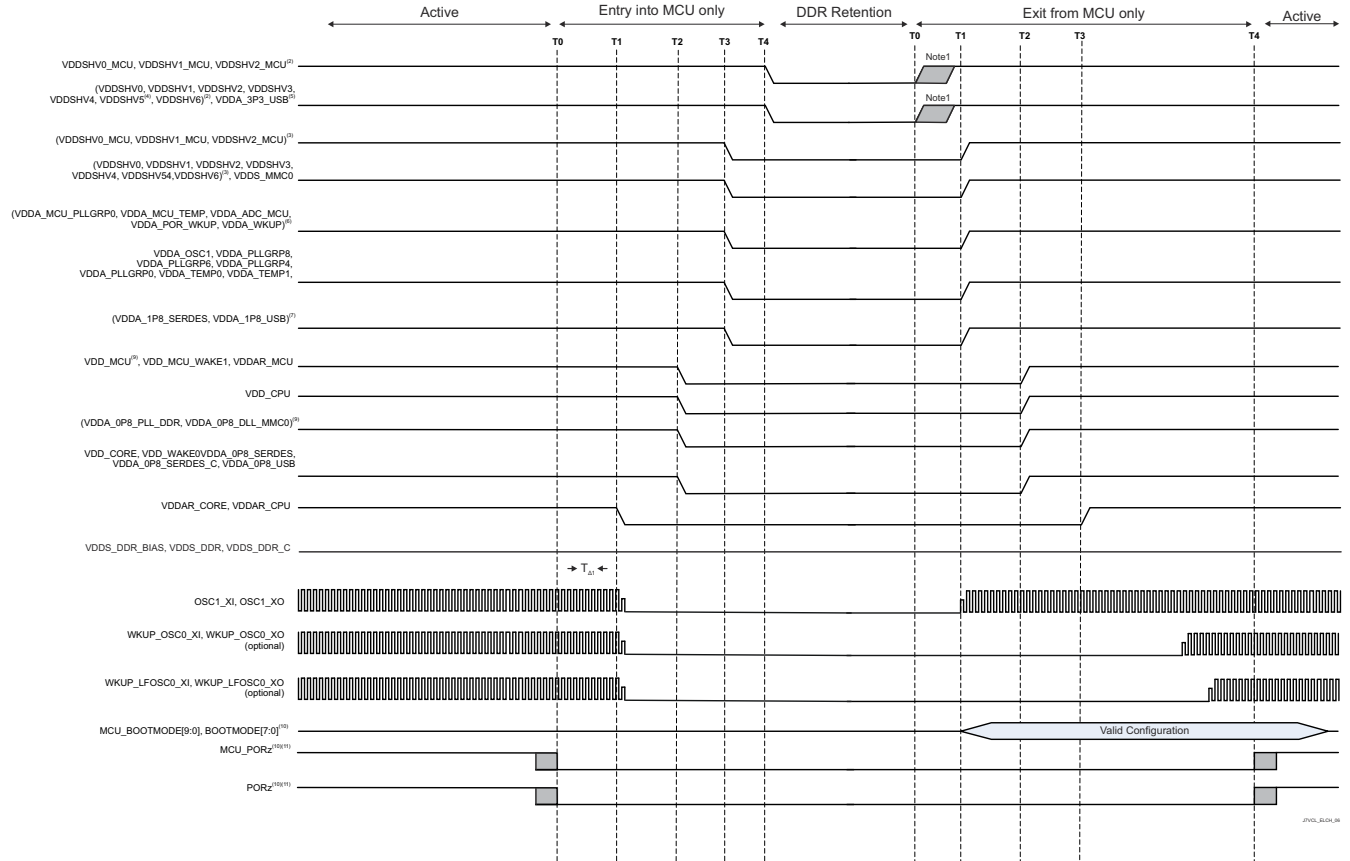 Active
Entry into MCU only
DDR Retention
Exit from MCU only
Active
T0
T1
T2
T3
T4
T0
T1
T2
T3
T4
VDDSHV0_MCU, VDDSHV1_MCU, VDDSHV2_MCU(2)
Note1
(VDDSHV0, VDDSHV1, VDDSHV2, VDDSHV3,
VDDSHV4, VDDSHV5(4), VDDSHV6)(2), VDDA_3P3_USB(5)
Note1
(VDDSHV0_MCU, VDDSHV1_MCU, VDDSHV2_MCU)(3)
(VDDSHV0, VDDSHV1, VDDSHV2, VDDSHV3,
VDDSHV4, VDDSHV54,VDDSHV6)(3), VDDS_MMC0
(VDDA_MCU_PLLGRP0, VDDA_MCU_TEMP, VDDA_ADC_MCU,
VDDA_POR_WKUP, VDDA_WKUP)(6)
VDDA_OSC1, VDDA_PLLGRP8,
VDDA_PLLGRP6, VDDA_PLLGRP4,
VDDA_PLLGRP0, VDDA_TEMP0, VDDA_TEMP1,
(VDDA_1P8_SERDES, VDDA_1P8_USB)(7)
VDD_MCU(9), VDD_MCU_WAKE1, VDDAR_MCU
VDD_CPU
(VDDA_0P8_PLL_DDR, VDDA_0P8_DLL_MMC0)(9)
VDD_CORE, VDD_WAKE0VDDA_0P8_SERDES,
VDDA_0P8_SERDES_C, VDDA_0P8_USB
VDDAR_CORE, VDDAR_CPU
VDDS_DDR_BIAS, VDDS_DDR, VDDS_DDR_C
TΔ1
OSC1_XI, OSC1_XO
WKUP_OSC0_XI, WKUP_OSC0_XO
(optional)
WKUP_LFOSC0_XI, WKUP_LFOSC0_XO
(optional)
MCU_BOOTMODE[9:0], BOOTMODE[7:0](10)
Valid Configuration
MCU_PORz(10)(11)
PORz(10)(11)